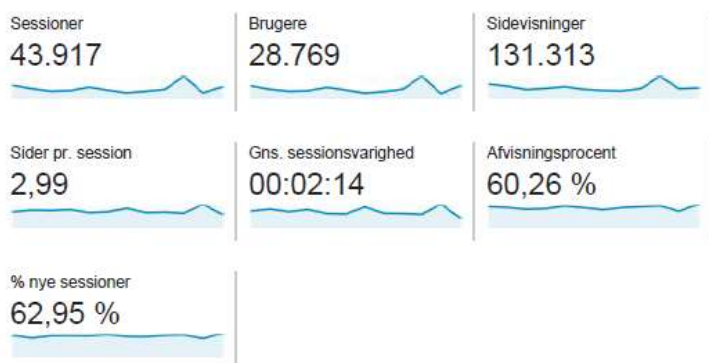 Sessioner
43.917
Brugere
28.769
Sidevisninger
131.313
Sider pr. session
2,99
Gns. sessionsvarighed
00:02:14
Afvisningsprocent
60,26 %
% nye sessioner
62,95 %